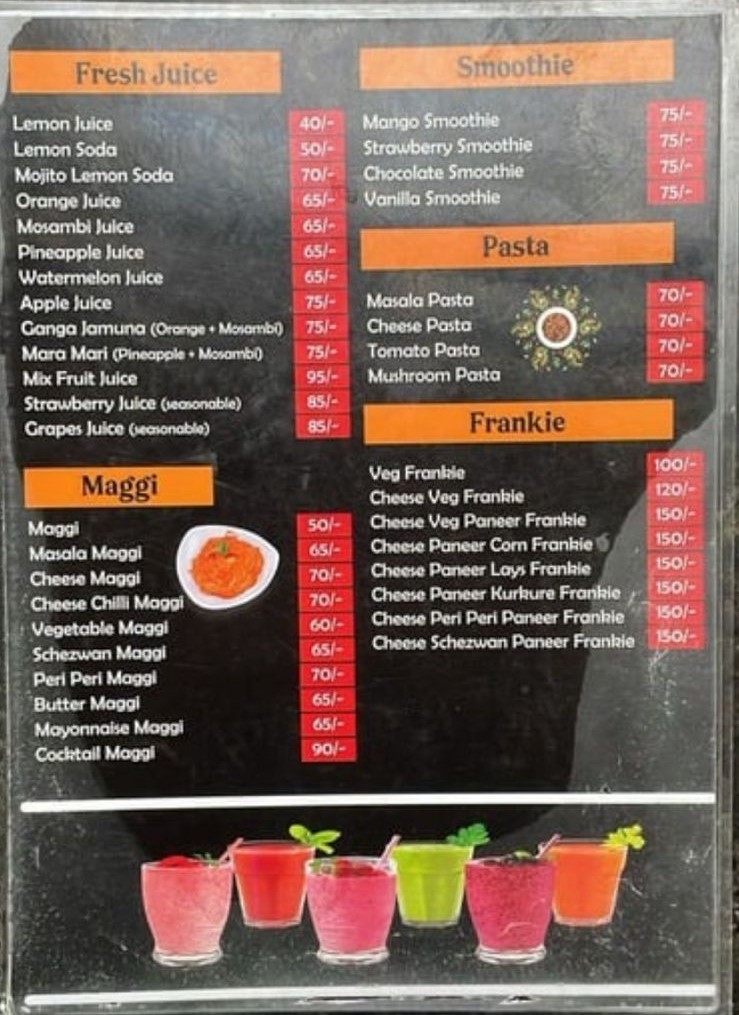 Fresh Juice
Lemon Juice 40/-
Lemon Soda 50/-
Mojito Lemon Soda 70/-
Orange Juice 65/-
Mosambi Juice 65/-
Pineapple Juice 65/-
Watermelon Juice 65/-
Apple Juice 75/-
Ganga Jamuna (Orange + Mosambi) 75/-
Mara Mari (Pineapple + Mosambi) 75/-
Mix Fruit Juice 95/-
Strawberry Juice (seasonable) 85/-
Grapes Juice (seasonable) 85/-
Maggi
Maggi 50/-
Masala Maggi 65/-
Cheese Maggi 70/-
Cheese Chilli Maggi 70/-
Vegetable Maggi 60/-
Schezwan Maggi 65/-
Peri Peri Maggi 70/-
Butter Maggi 65/-
Mayonnaise Maggi 65/-
Cocktail Maggi 90/-
Smoothie
Mango Smoothie 75/-
Strawberry Smoothie 75/-
Chocolate Smoothie 75/-
Vanilla Smoothie 75/-
Pasta
Masala Pasta 70/-
Cheese Pasta 70/-
Tomato Pasta 70/-
Mushroom Pasta 70/-
Frankie
Veg Frankie 100/-
Cheese Veg Frankie 120/-
Cheese Veg Paneer Frankie 150/-
Cheese Paneer Corn Frankie 150/-
Cheese Paneer Lays Frankie 150/-
Cheese Paneer Kurkure Frankie 150/-
Cheese Peri Peri Paneer Frankie 150/-
Cheese Schezwan Paneer Frankie 150/-